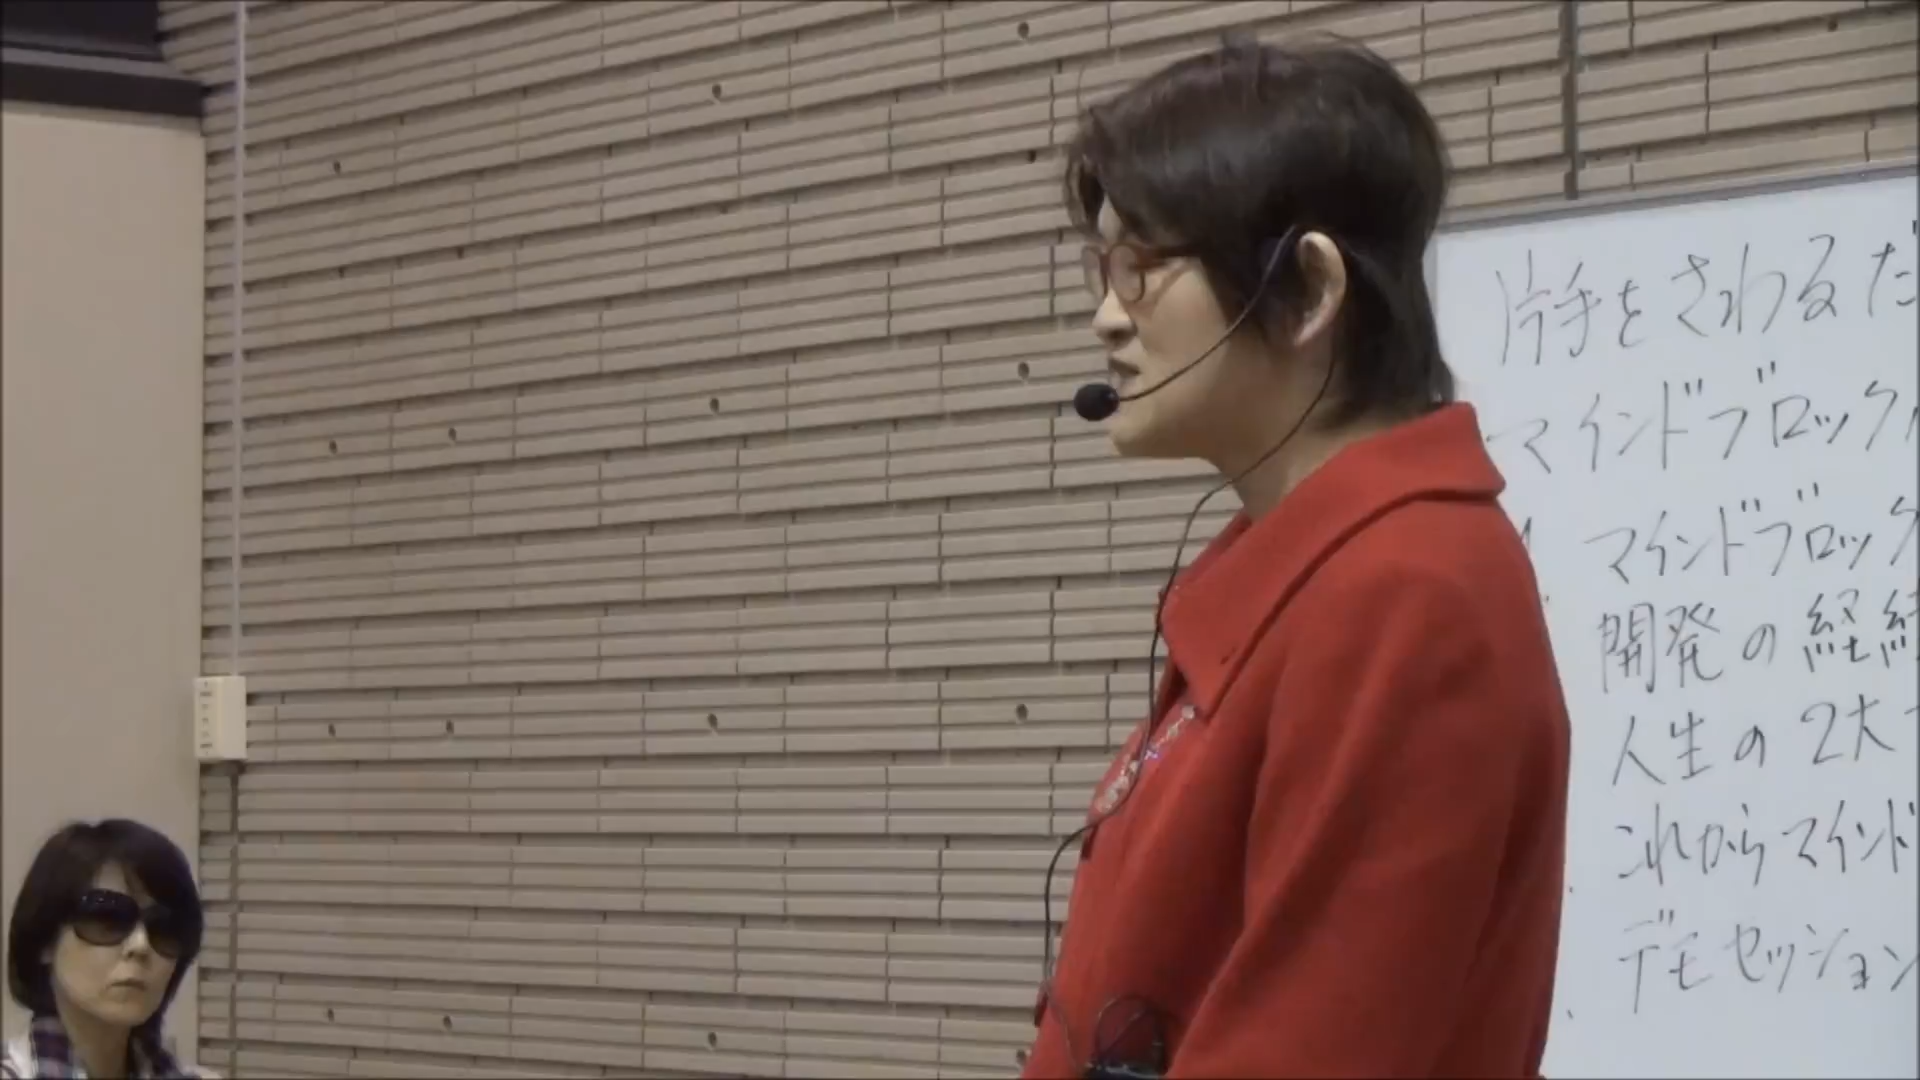 片手をさわるだ
マインドブロック
マインドブロック
開発の経緯
人生の2大
これからマインド
デモセッション